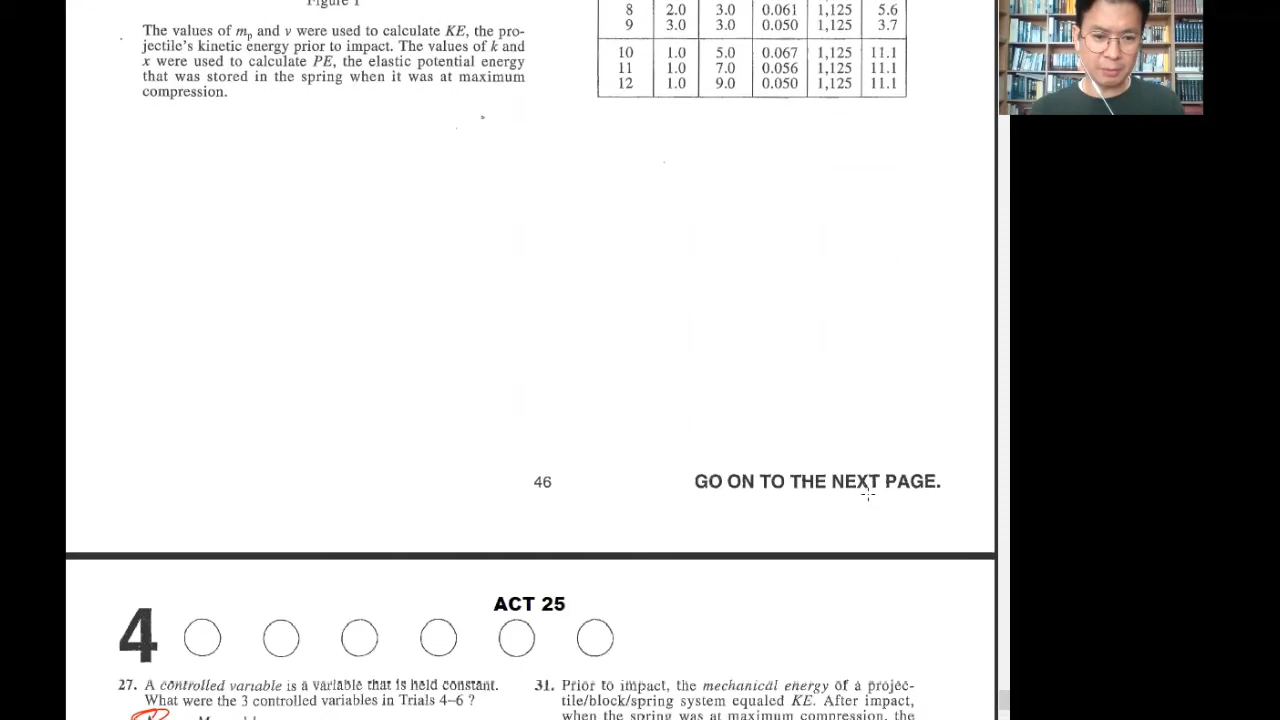 Figure 1
The values of mp and v were used to calculate KE, the pro-
jectile's kinetic energy prior to impact. The values of k and
x were used to calculate PE, the elastic potential energy
that was stored in the spring when it was at maximum
compression.
8 2.0 3.0 0.061 1,125 5.6
9 3.0 3.0 0.050 1,125 3.7
10 1.0 5.0 0.067 1,125 11.1
11 1.0 7.0 0.056 1,125 11.1
12 1.0 9.0 0.050 1,125 11.1
46
GO ON TO THE NEXT PAGE.
ACT 25
4
27. A controlled variable is a variable that is held constant.
What were the 3 controlled variables in Trials 4–6 ?
31. Prior to impact, the mechanical energy of a projec-
tile/block/spring system equaled KE. After impact,
when the spring was at maximum compression, the